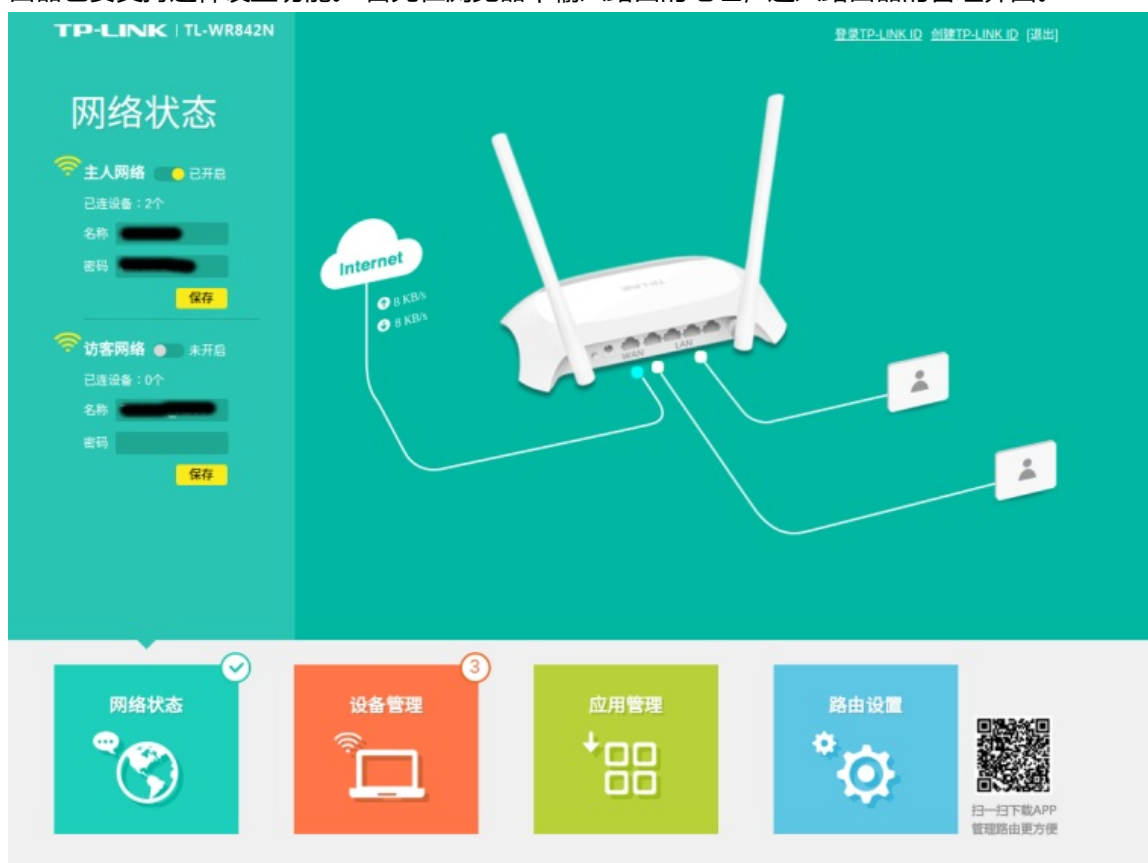 TP-LINK | TL-WR842N
登录TP-LINK ID 创建TP-LINK ID [退出]
网络状态
主人网络 已开启
已连设备：2个
名称
密码
保存
访客网络 未开启
已连设备：0个
名称
密码
保存
Internet
8 KB/s
8 KB/s
TP-LINK
WAN LAN
网络状态
设备管理
3
应用管理
路由设置
扫一扫下载APP
管理路由更方便